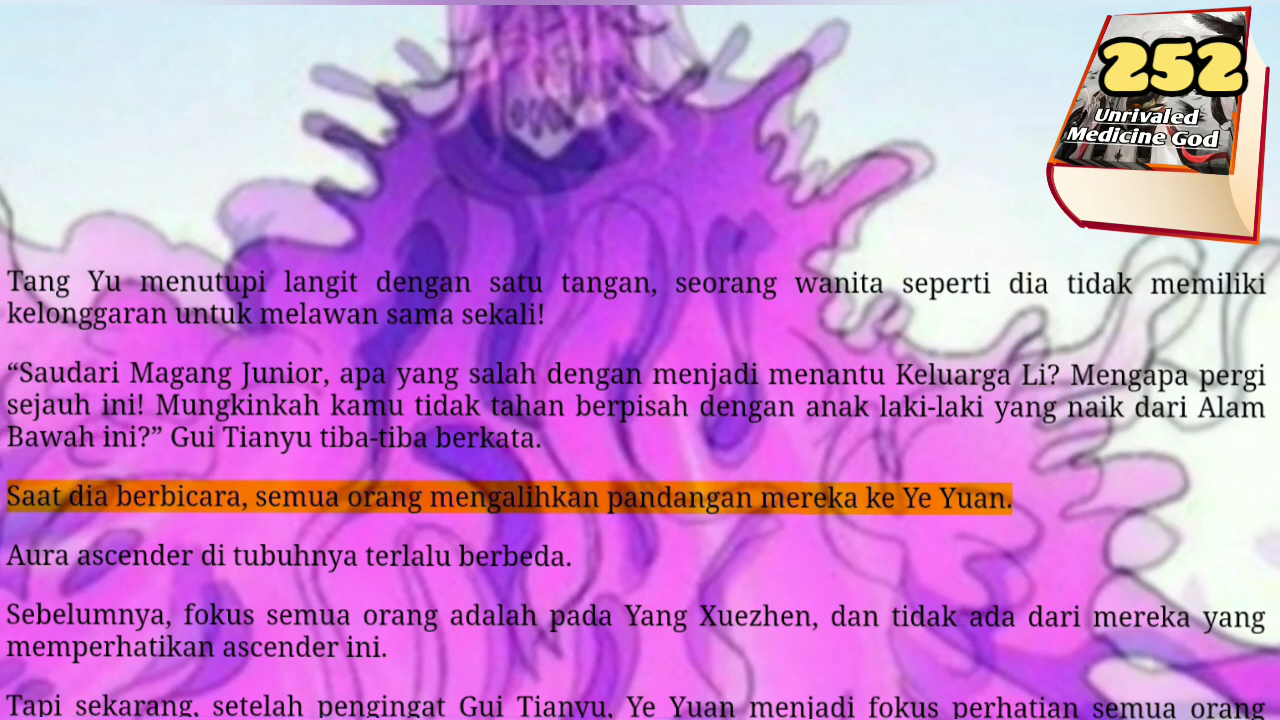 252
Unrivaled
Medicine God
Tang Yu menutupi langit dengan satu tangan, seorang wanita seperti dia tidak memiliki
kelonggaran untuk melawan sama sekali!
“Saudari Magang Junior, apa yang salah dengan menjadi menantu Keluarga Li? Mengapa pergi
sejauh ini! Mungkinkah kamu tidak tahan berpisah dengan anak laki-laki yang naik dari Alam
Bawah ini?” Gui Tianyu tiba-tiba berkata.
Saat dia berbicara, semua orang mengalihkan pandangan mereka ke Ye Yuan.
Aura ascender di tubuhnya terlalu berbeda.
Sebelumnya, fokus semua orang adalah pada Yang Xuezhen, dan tidak ada dari mereka yang
memperhatikan ascender ini.
Tapi sekarang, setelah pengingat Gui Tianyu, Ye Yuan menjadi fokus perhatian semua orang